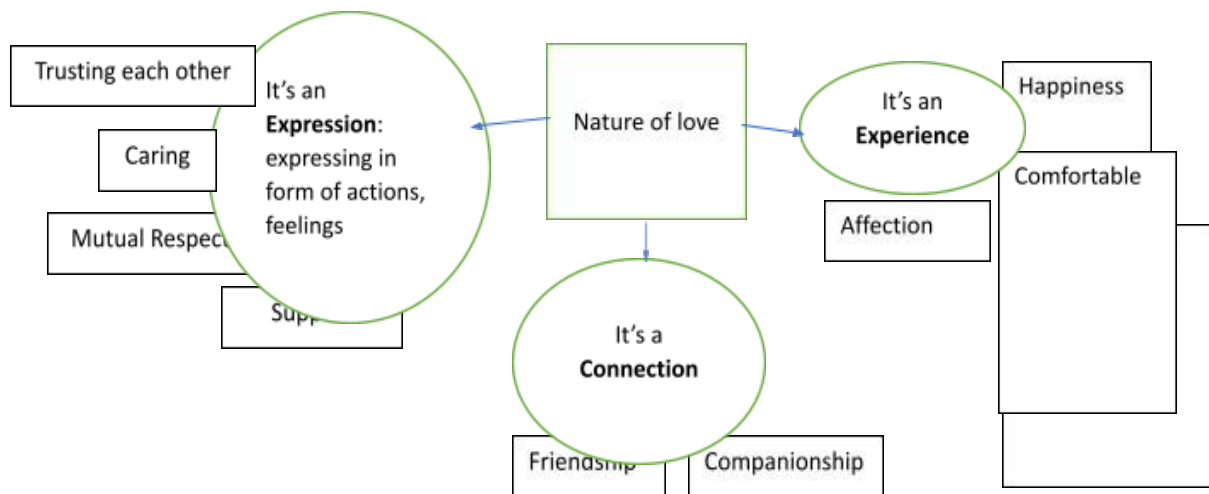 Trusting each other
Caring
Mutual Respect
It's an
Expression:
expressing in
form of actions,
feelings
Nature of love
It's an
Experience
Happiness
Comfortable
Affection
It's a
Connection
Friendship
Companionship